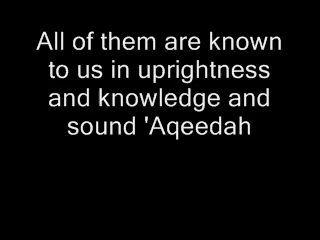 All of them are known
to us in uprightness
and knowledge and
sound 'Aqeedah